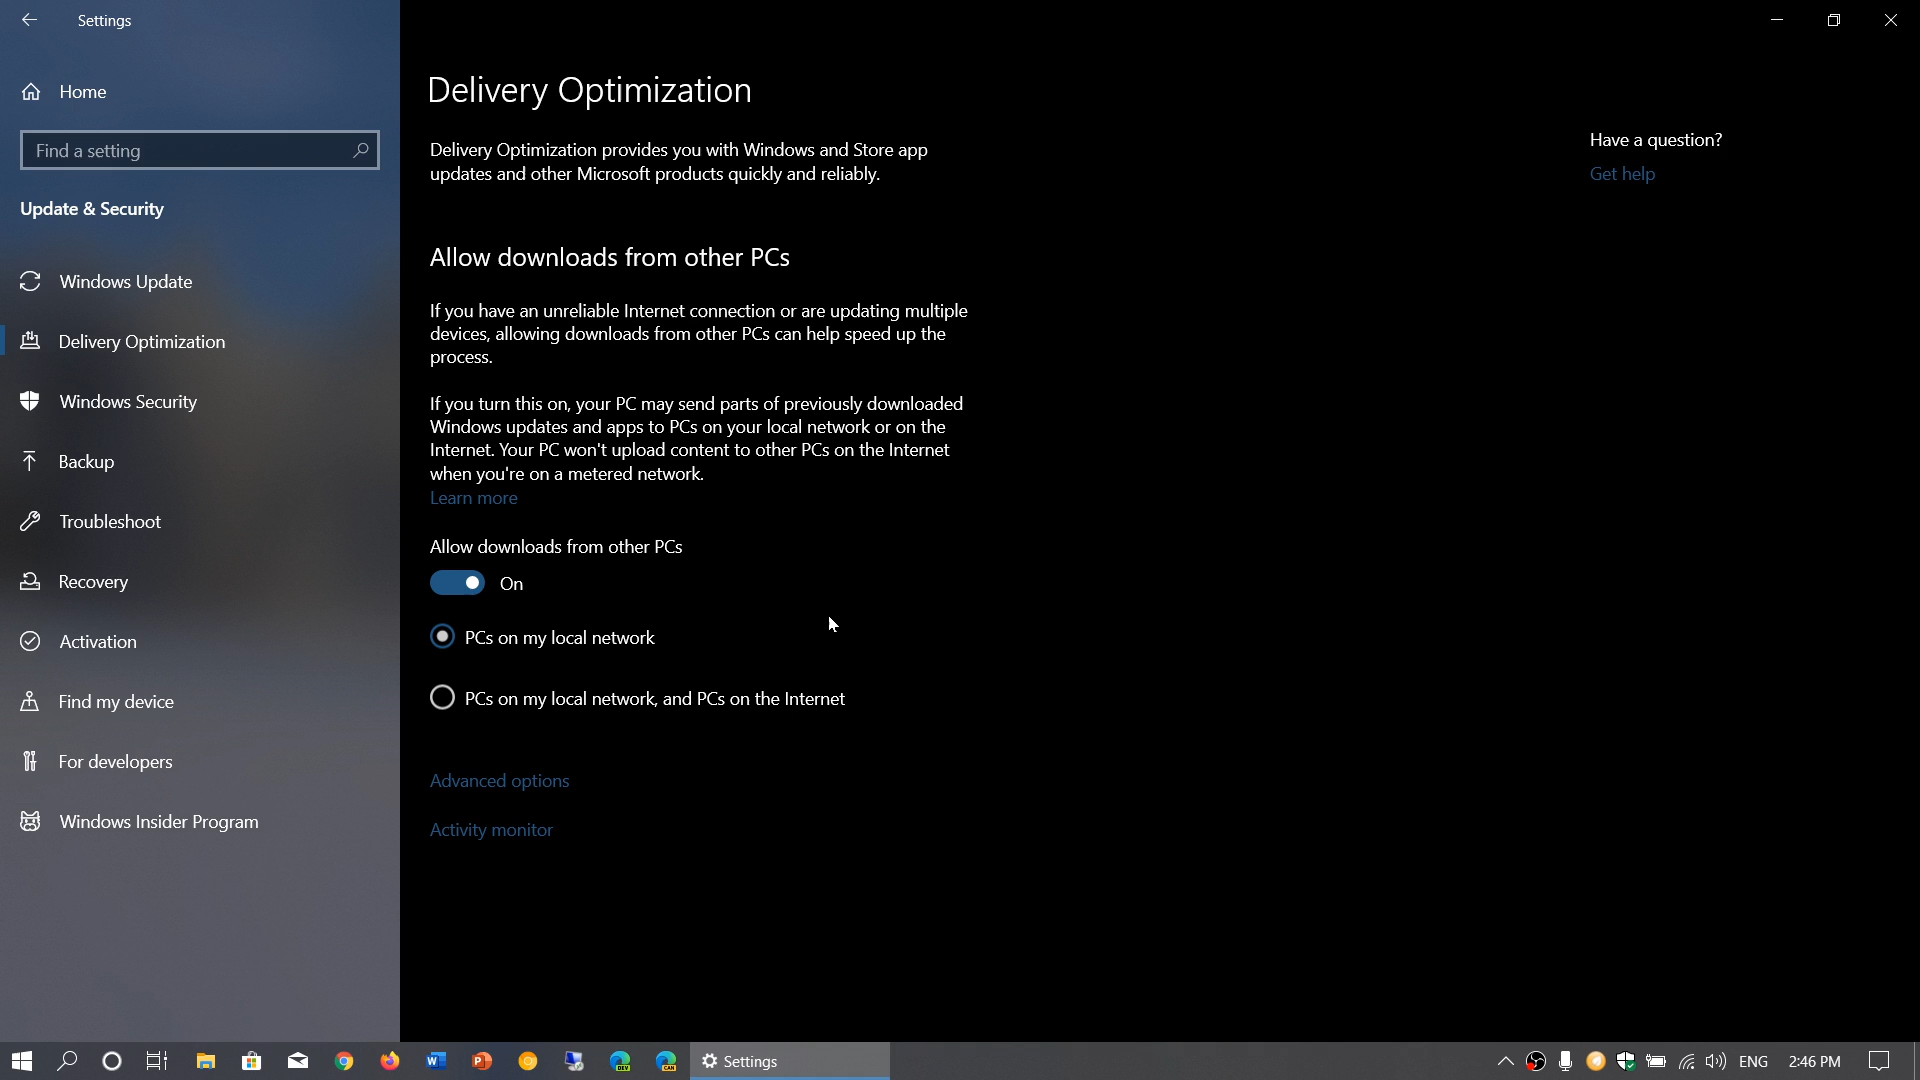 Settings
Home
Find a setting
Update & Security
Windows Update
Delivery Optimization
Windows Security
Backup
Troubleshoot
Recovery
Activation
Find my device
For developers
Windows Insider Program
Delivery Optimization
Delivery Optimization provides you with Windows and Store app
updates and other Microsoft products quickly and reliably.
Allow downloads from other PCs
If you have an unreliable Internet connection or are updating multiple
devices, allowing downloads from other PCs can help speed up the
process.
If you turn this on, your PC may send parts of previously downloaded
Windows updates and apps to PCs on your local network or on the
Internet. Your PC won't upload content to other PCs on the Internet
when you're on a metered network.
Learn more
Allow downloads from other PCs
On
PCs on my local network
PCs on my local network, and PCs on the Internet
Advanced options
Activity monitor
Have a question?
Get help
W
P
DEV
CAN
Settings
ENG
2:46 PM